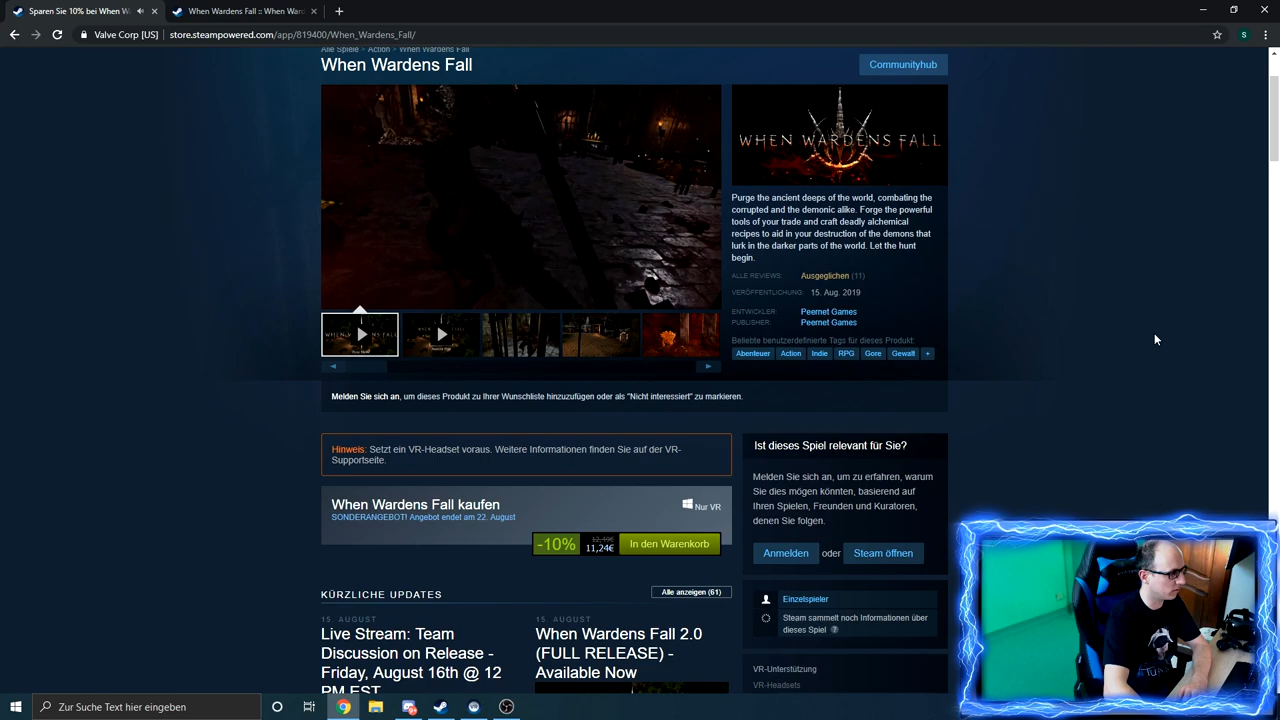 Sparen Sie 10% bei When W
When Wardens Fall :: When Ward
Valve Corp [US]
store.steampowered.com/app/819400/When_Wardens_Fall/
S
Alle Spiele > Action > When Wardens Fall
When Wardens Fall
Communityhub
WHEN WARDENS FALL
Purge the ancient deeps of the world, combating the
corrupted and the demonic alike. Forge the powerful
tools of your trade and craft deadly alchemical
recipes to aid in your destruction of the demons that
lurk in the darker parts of the world. Let the hunt
begin.
ALLE REVIEWS: Ausgeglichen (11)
VERÖFFENTLICHUNG: 15. Aug. 2019
ENTWICKLER: Peernet Games
PUBLISHER: Peernet Games
Beliebte benutzerdefinierte Tags für dieses Produkt:
Abenteuer Action Indie RPG Gore Gewalt +
Melden Sie sich an, um dieses Produkt zu Ihrer Wunschliste hinzuzufügen oder als "Nicht interessiert" zu markieren.
Hinweis: Setzt ein VR-Headset voraus. Weitere Informationen finden Sie auf der VR-
Supportseite.
When Wardens Fall kaufen
SONDERANGEBOT! Angebot endet am 22. August
Nur VR
-10%
12,49€
11,24€
In den Warenkorb
KÜRZLICHE UPDATES
Alle anzeigen (61)
15. AUGUST
Live Stream: Team
Discussion on Release -
Friday, August 16th @ 12
PM EST
15. AUGUST
When Wardens Fall 2.0
(FULL RELEASE) -
Available Now
Ist dieses Spiel relevant für Sie?
Melden Sie sich an, um zu erfahren, warum
Sie dies mögen könnten, basierend auf
Ihren Spielen, Freunden und Kuratoren,
denen Sie folgen.
Anmelden oder Steam öffnen
Einzelspieler
Steam sammelt noch Informationen über
dieses Spiel ?
VR-Unterstützung
VR-Headsets
Zur Suche Text hier eingeben